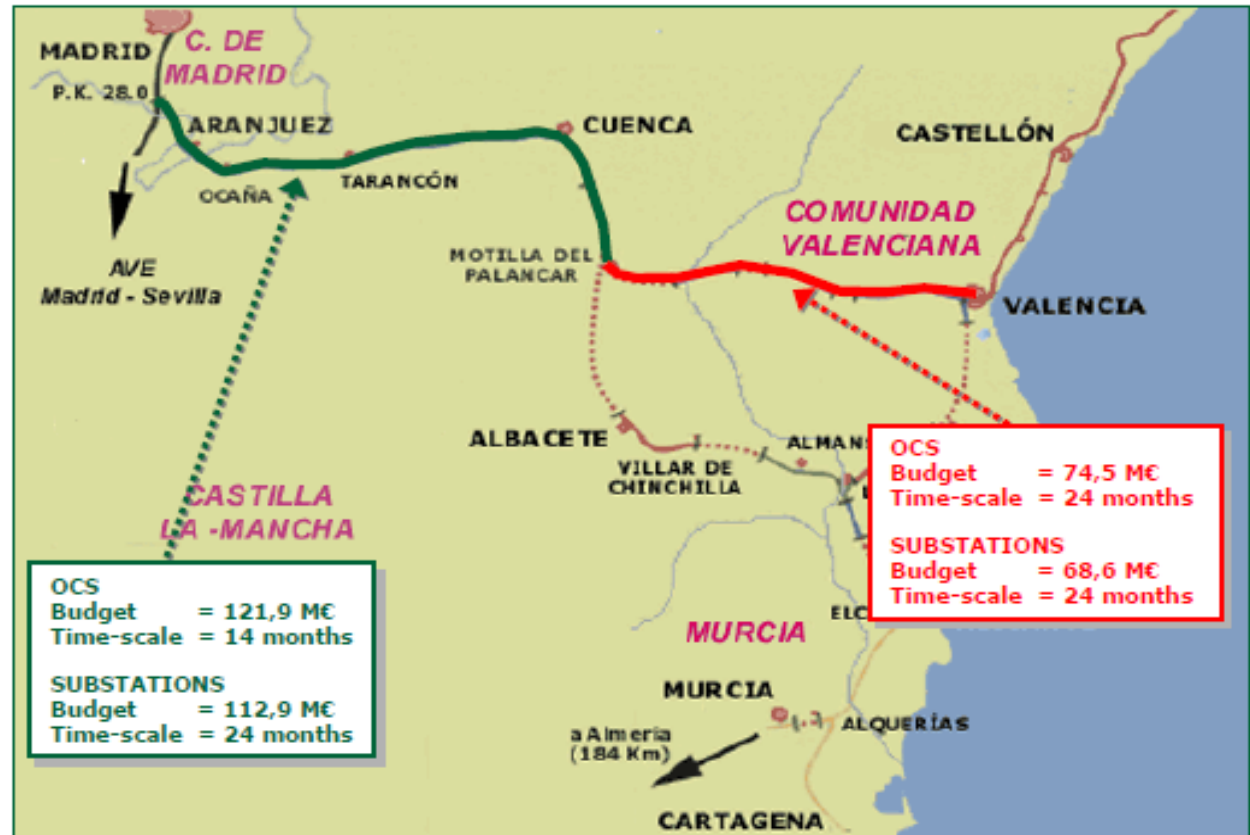 C. DE
MADRID
MADRID
P.K. 28.0
ARANJUEZ
CUENCA
CASTELLÓN
OCAÑA
TARANCÓN
COMUNIDAD
VALENCIANA
MOTILLA DEL
PALANCAR
AVE
Madrid - Sevilla
VALENCIA
ALBACETE
VILLAR DE
CHINCHILLA
ALMANS
CASTILLA
LA -MANCHA
OCS
Budget = 74,5 M€
Time-scale = 24 months
SUBSTATIONS
Budget = 68,6 M€
Time-scale = 24 months
OCS
Budget = 121,9 M€
Time-scale = 14 months
SUBSTATIONS
Budget = 112,9 M€
Time-scale = 24 months
ELC
MURCIA
MURCIA
ALQUERÍAS
a Almeria
(184 Km)
CARTAGENA